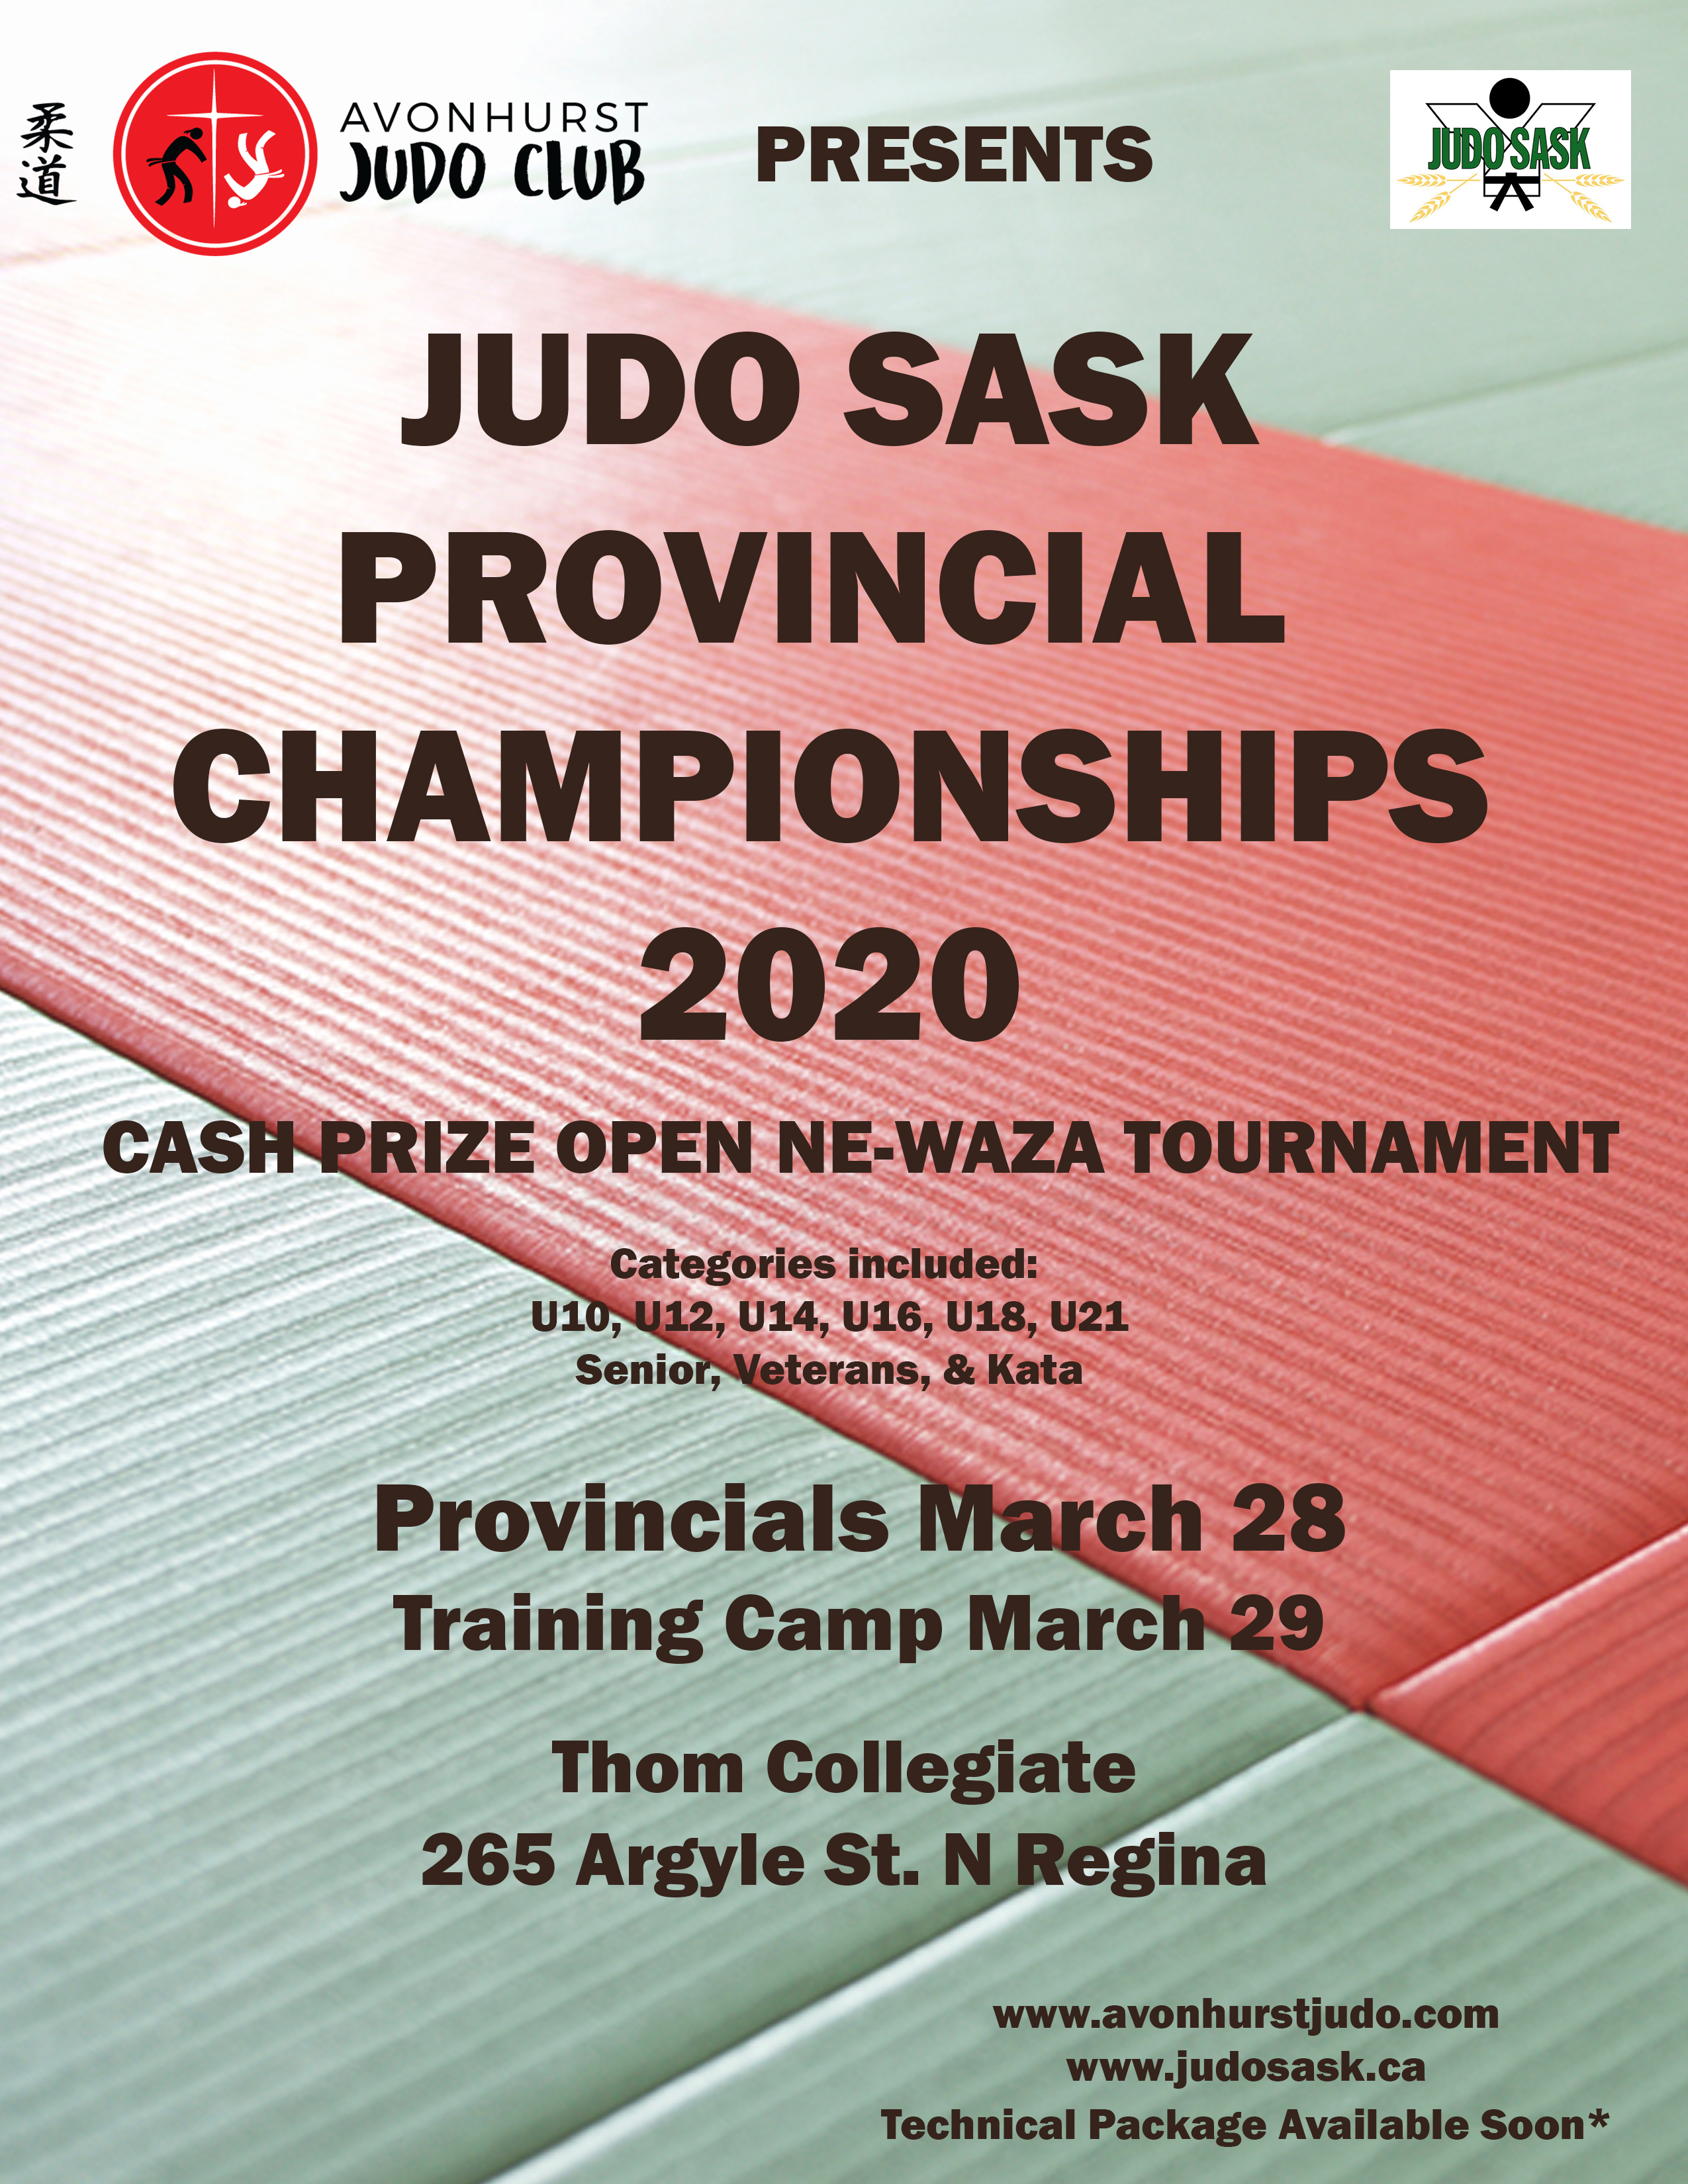 柔道
AVONHURST
JUDO CLUB
PRESENTS
JUDO SASK
JUDO SASK
PROVINCIAL
CHAMPIONSHIPS
2020
CASH PRIZE OPEN NE-WAZA TOURNAMENT
Categories included:
U10, U12, U14, U16, U18, U21
Senior, Veterans, & Kata
Provincials March 28
Training Camp March 29
Thom Collegiate
265 Argyle St. N Regina
www.avonhurstjudo.com
www.judosask.ca
Technical Package Available Soon*